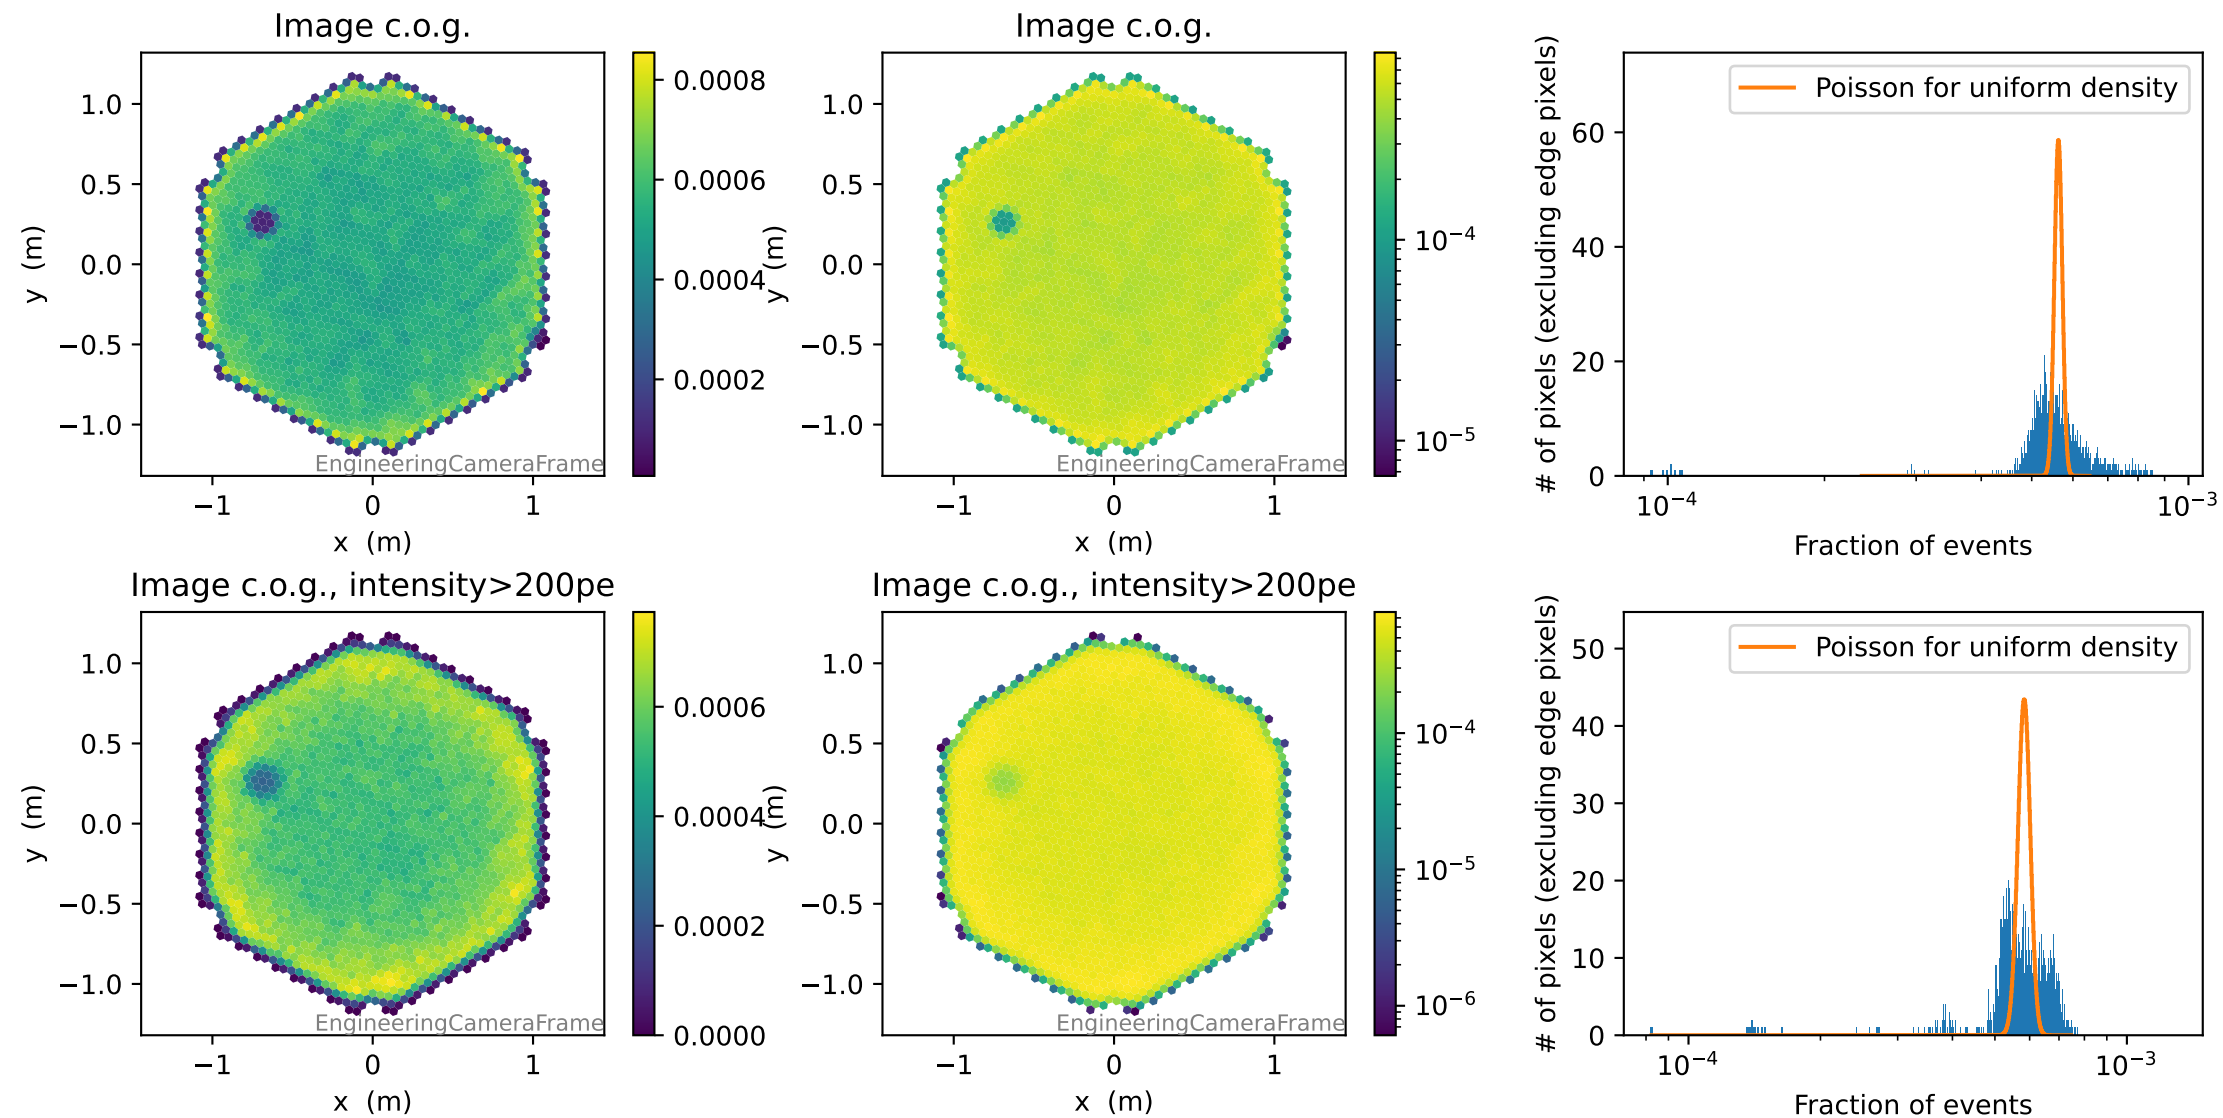 Image c.o.g.
y (m)
1.0
0.5
0.0
−0.5
−1.0
−1
0
1
x (m)
EngineeringCameraFrame
0.0008
0.0006
0.0004
0.0002
Image c.o.g.
y (m)
1.0
0.5
0.0
−0.5
−1.0
−1
0
1
x (m)
EngineeringCameraFrame
10⁻⁴
10⁻⁵
# of pixels (excluding edge pixels)
60
40
20
0
Poisson for uniform density
10⁻⁴
10⁻³
Fraction of events
Image c.o.g., intensity>200pe
y (m)
1.0
0.5
0.0
−0.5
−1.0
−1
0
1
x (m)
EngineeringCameraFrame
0.0006
0.0004
0.0002
0.0000
Image c.o.g., intensity>200pe
y (m)
1.0
0.5
0.0
−0.5
−1.0
−1
0
1
x (m)
EngineeringCameraFrame
10⁻⁴
10⁻⁵
10⁻⁶
# of pixels (excluding edge pixels)
50
40
30
20
10
0
Poisson for uniform density
10⁻⁴
10⁻³
Fraction of events